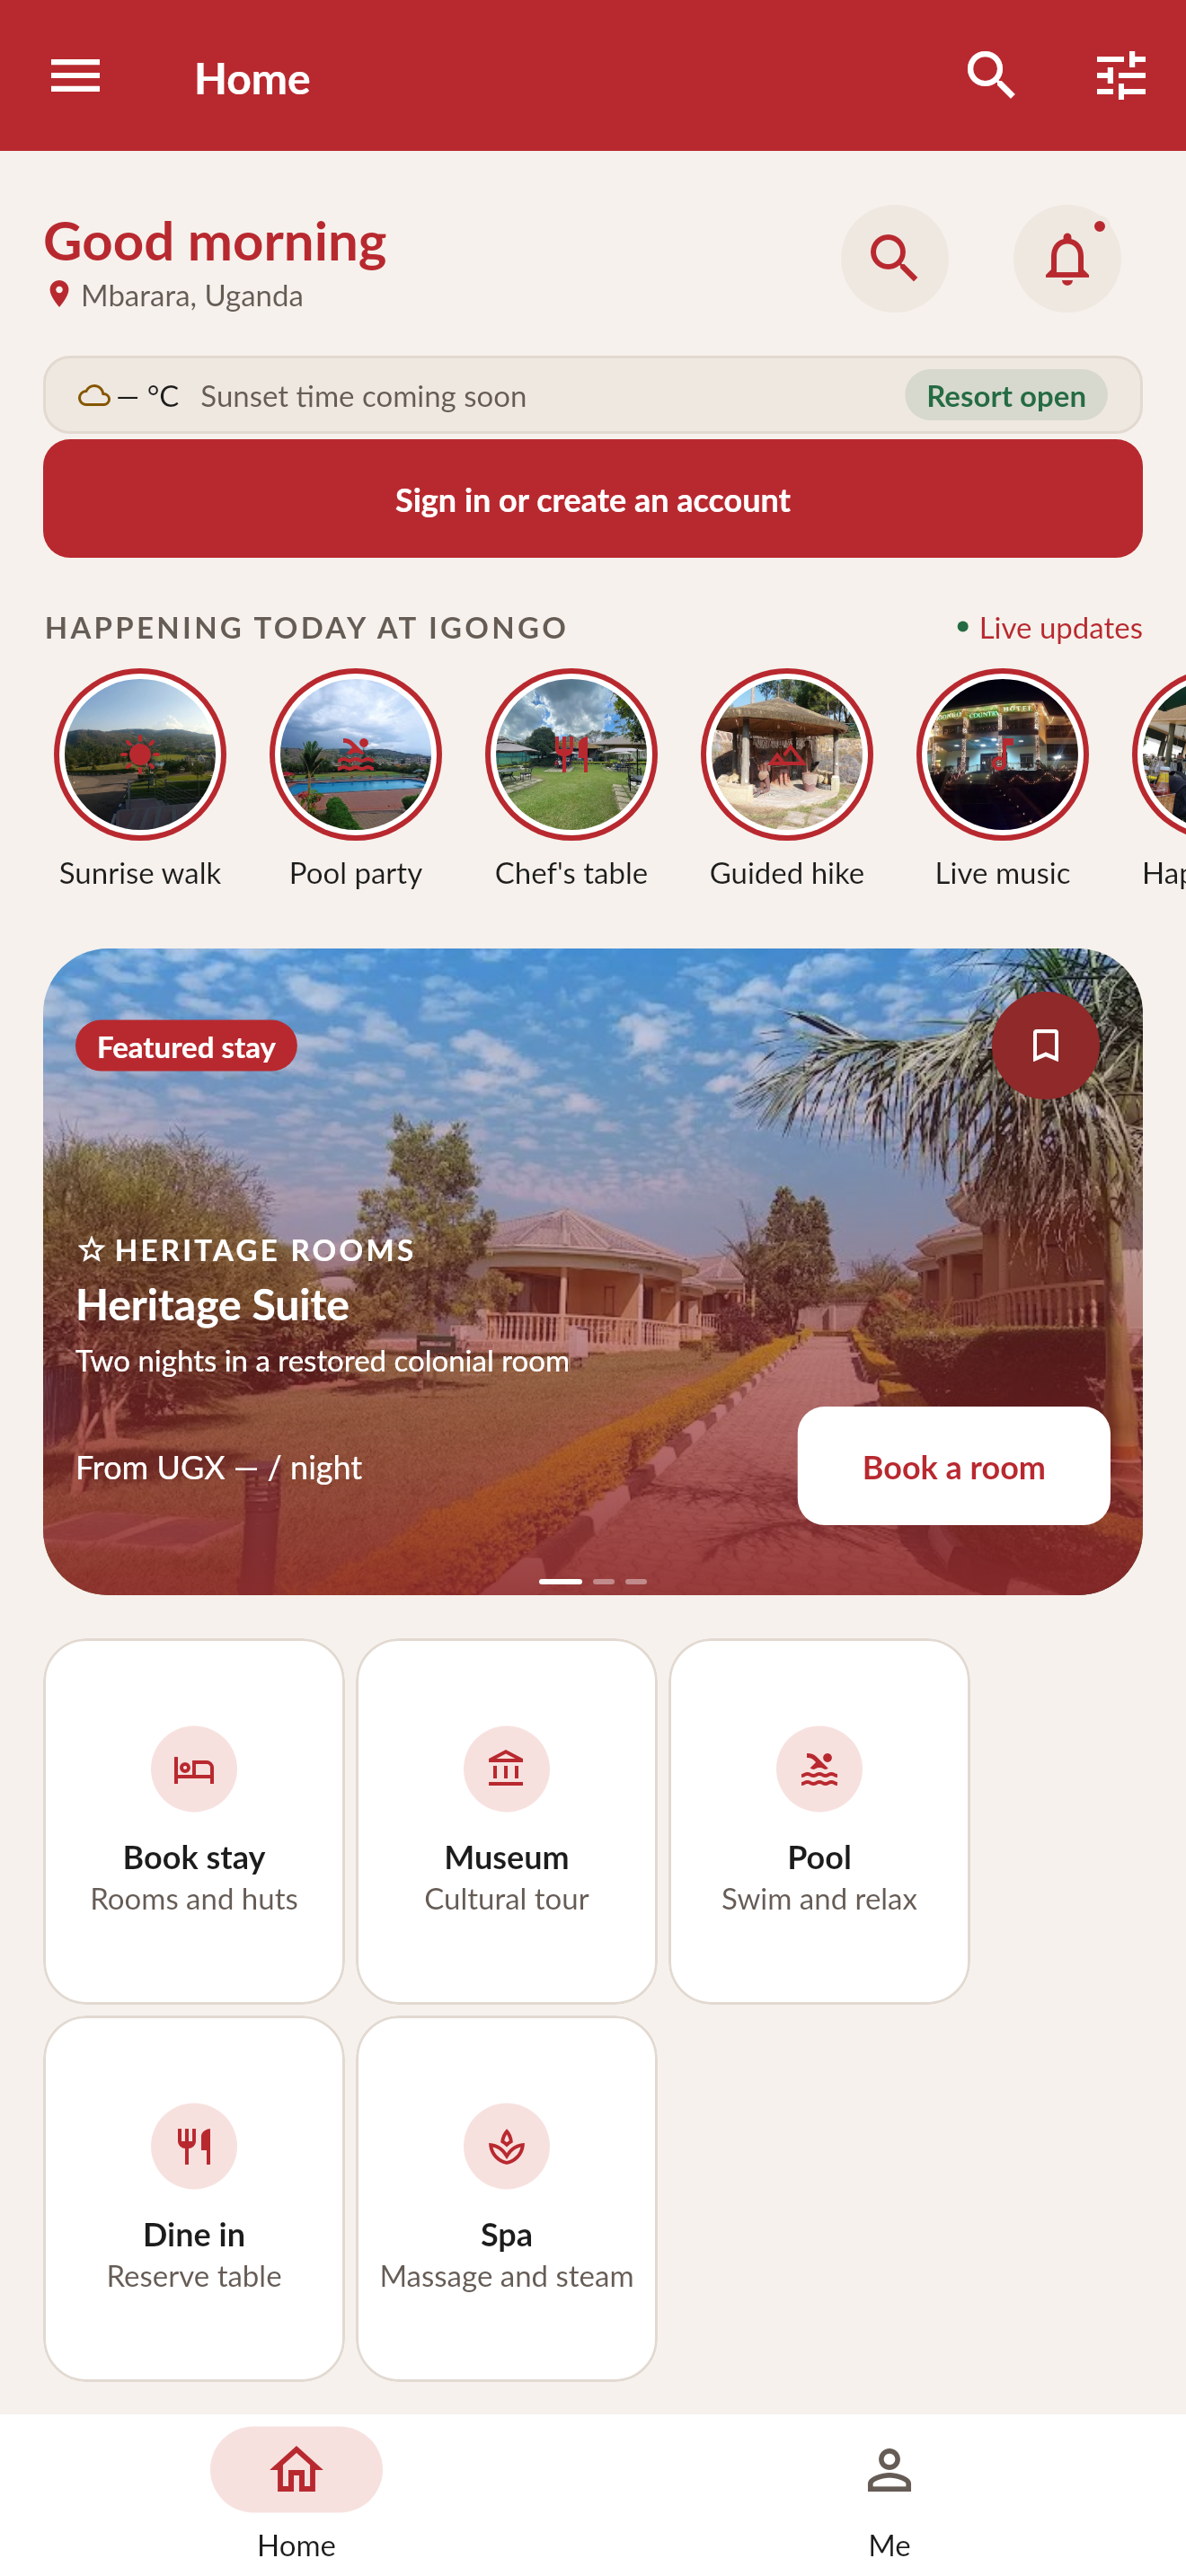 Home
Good morning
Mbarara, Uganda
— °C Sunset time coming soon Resort open
Sign in or create an account
HAPPENING TODAY AT IGONGO • Live updates
Sunrise walk Pool party Chef's table Guided hike Live music Hap
Featured stay
HERITAGE ROOMS
Heritage Suite
Two nights in a restored colonial room
From UGX — / night Book a room
Book stay Museum Pool
Rooms and huts Cultural tour Swim and relax
Dine in Spa
Reserve table Massage and steam
Home Me